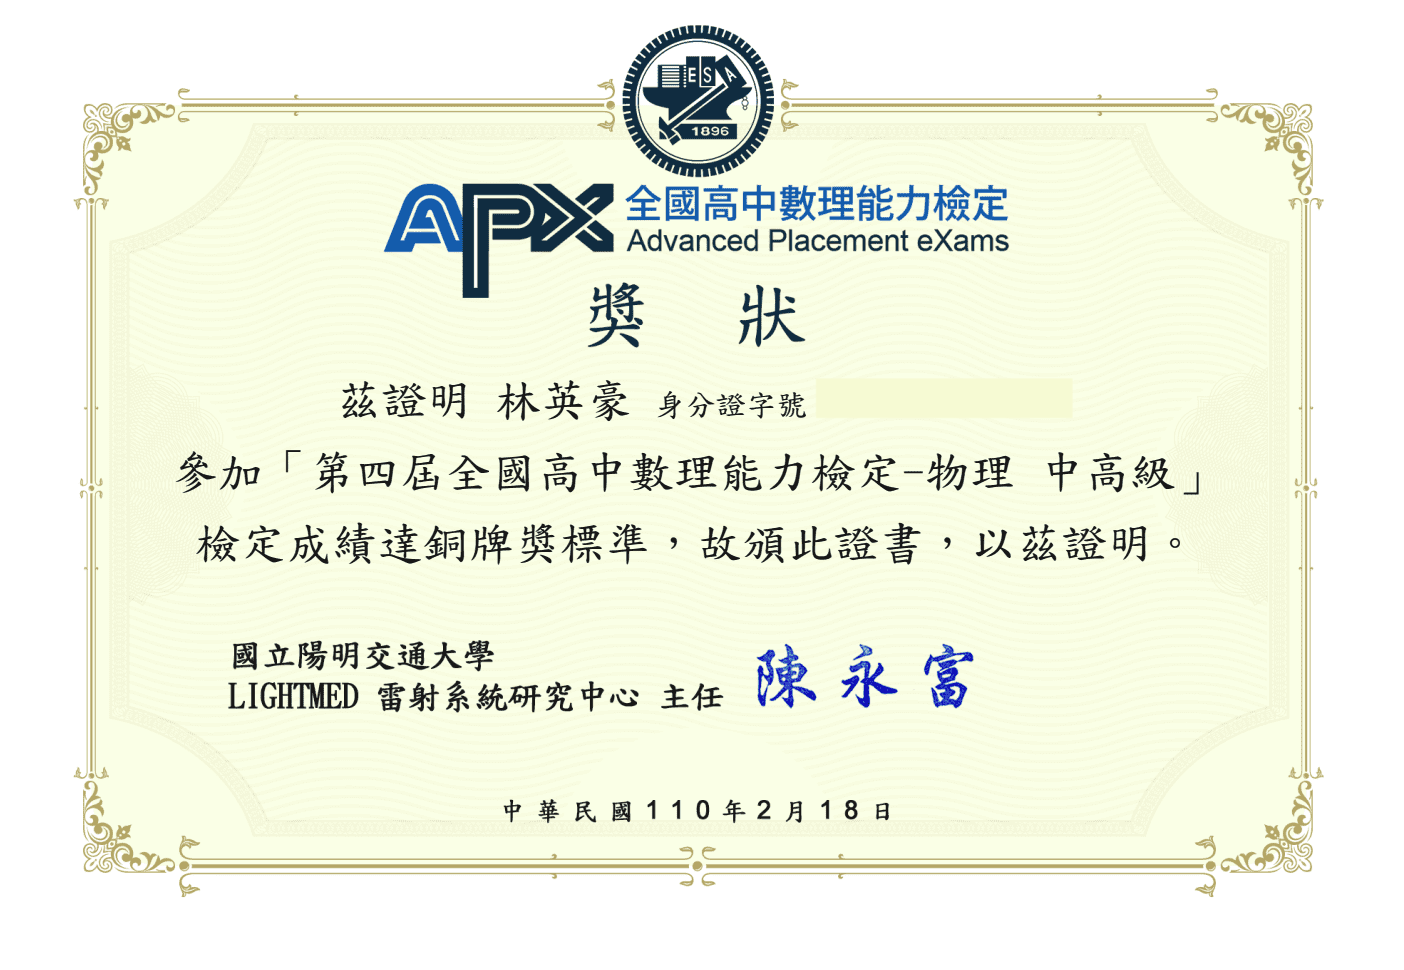 ESA
1896
APX 全國高中數理能力檢定
Advanced Placement eXams
獎 狀
茲證明 林英豪 身分證字號
參加「第四屆全國高中數理能力檢定-物理 中高級」
檢定成績達銅牌獎標準，故頒此證書，以茲證明。
國立陽明交通大學
LIGHTMED 雷射系統研究中心 主任 陳永富
中華民國110年2月18日